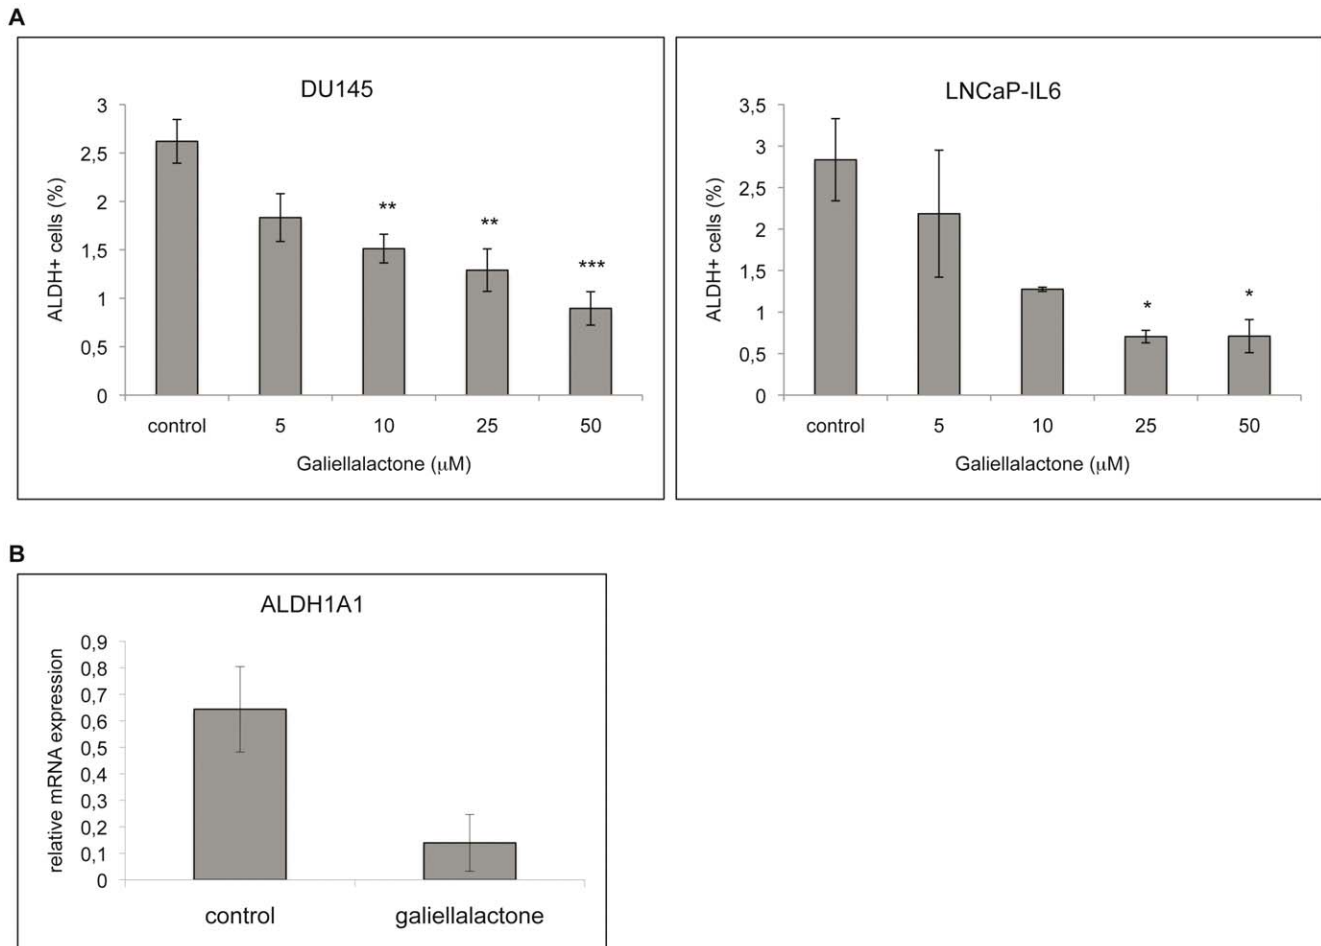 A
DU145
3
2,5
2
1,5
1
0,5
0
ALDH+ cells (%)
**
**
***
control 5 10 25 50
Galiellalactone (μM)
LNCaP-IL6
3,5
3
2,5
2
1,5
1
0,5
0
ALDH+ cells (%)
*
*
control 5 10 25 50
Galiellalactone (μM)
B
ALDH1A1
0,9
0,8
0,7
0,6
0,5
0,4
0,3
0,2
0,1
0
relative mRNA expression
control galiellalactone